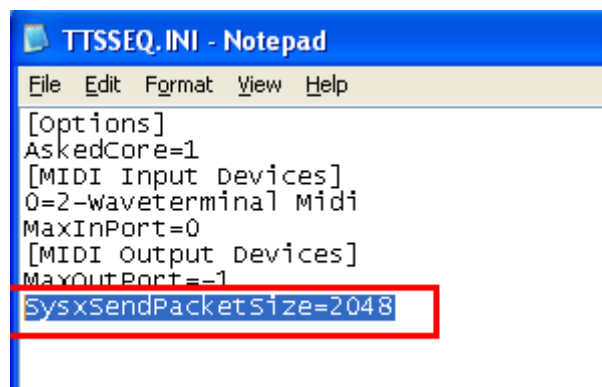 TTSSEQ.INI - Notepad
File Edit Format View Help
[Options]
AskedCore=1
[MIDI Input Devices]
0=2-Waveterminal Midi
MaxInPort=0
[MIDI Output Devices]
MaxOutPort=-1
SysxSendPacketSize=2048